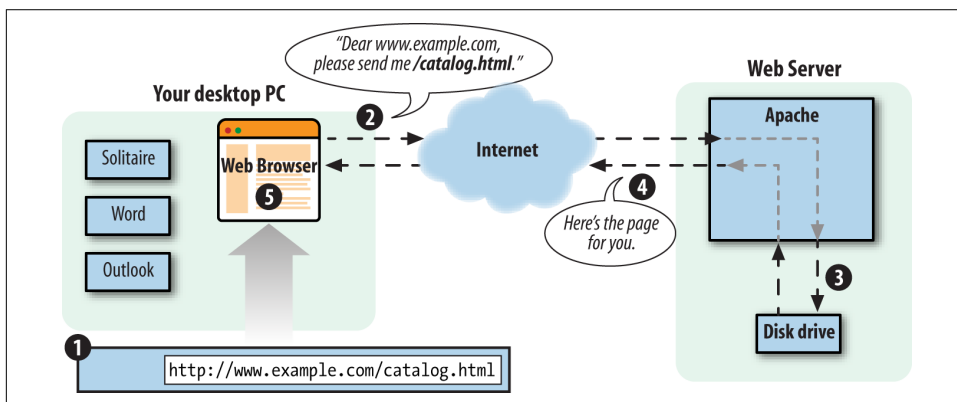 "Dear www.example.com,
please send me /catalog.html."
Your desktop PC
Web Server
2
Apache
Solitaire
Internet
Web Browser
5
4
Word
Here's the page
for you.
Outlook
3
Disk drive
1
http://www.example.com/catalog.html